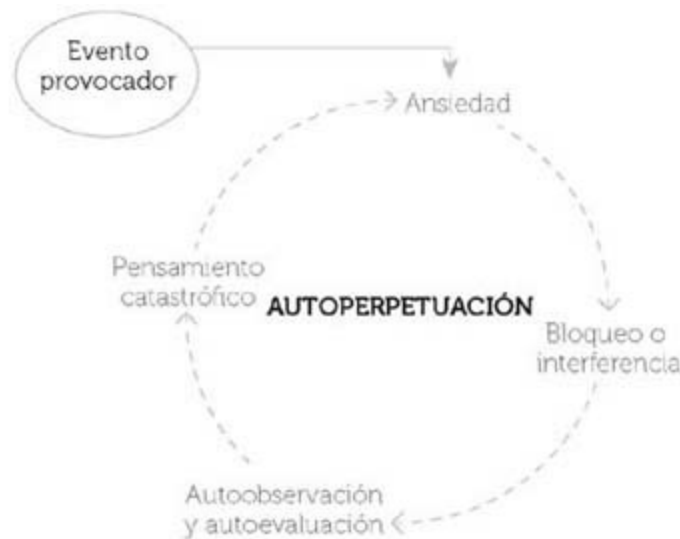 Evento
provocador
Ansiedad
Bloqueo o
interferencia
Autoobservación
y autoevaluación
Pensamiento
catastrófico
AUTOPERPETUACIÓN